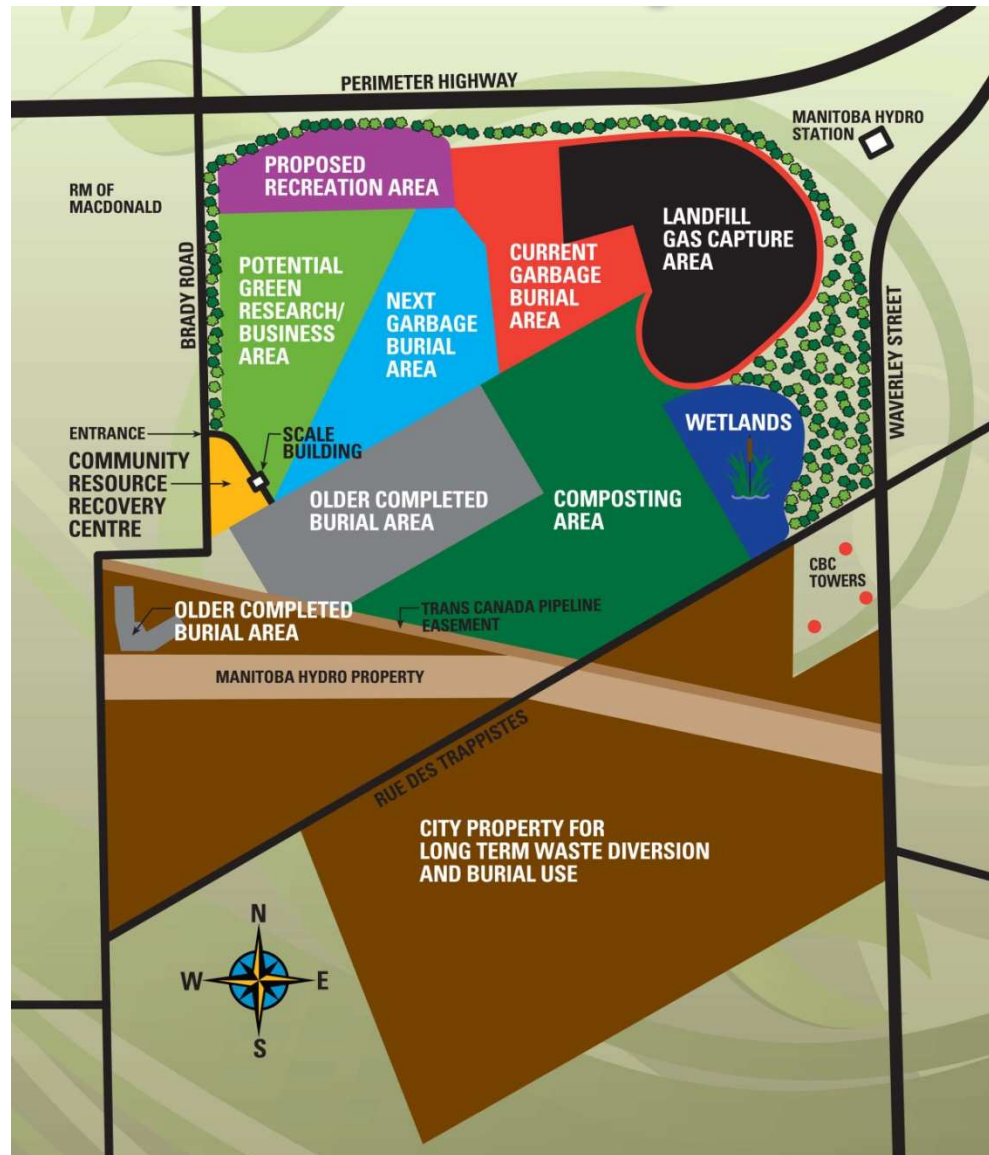 PERIMETER HIGHWAY
MANITOBA HYDRO
STATION
RM OF
MACDONALD
PROPOSED
RECREATION AREA
LANDFILL
GAS CAPTURE
AREA
BRADY ROAD
POTENTIAL
GREEN
RESEARCH/
BUSINESS
AREA
CURRENT
GARBAGE
BURIAL
AREA
NEXT
GARBAGE
BURIAL
AREA
WAVERLEY STREET
ENTRANCE
SCALE
BUILDING
WETLANDS
COMMUNITY
RESOURCE
RECOVERY
CENTRE
OLDER COMPLETED
BURIAL AREA
COMPOSTING
AREA
CBC
TOWERS
OLDER COMPLETED
BURIAL AREA
TRANS CANADA PIPELINE
EASEMENT
MANITOBA HYDRO PROPERTY
RUE DES TRAPPISTES
CITY PROPERTY FOR
LONG TERM WASTE DIVERSION
AND BURIAL USE
N
W
E
S